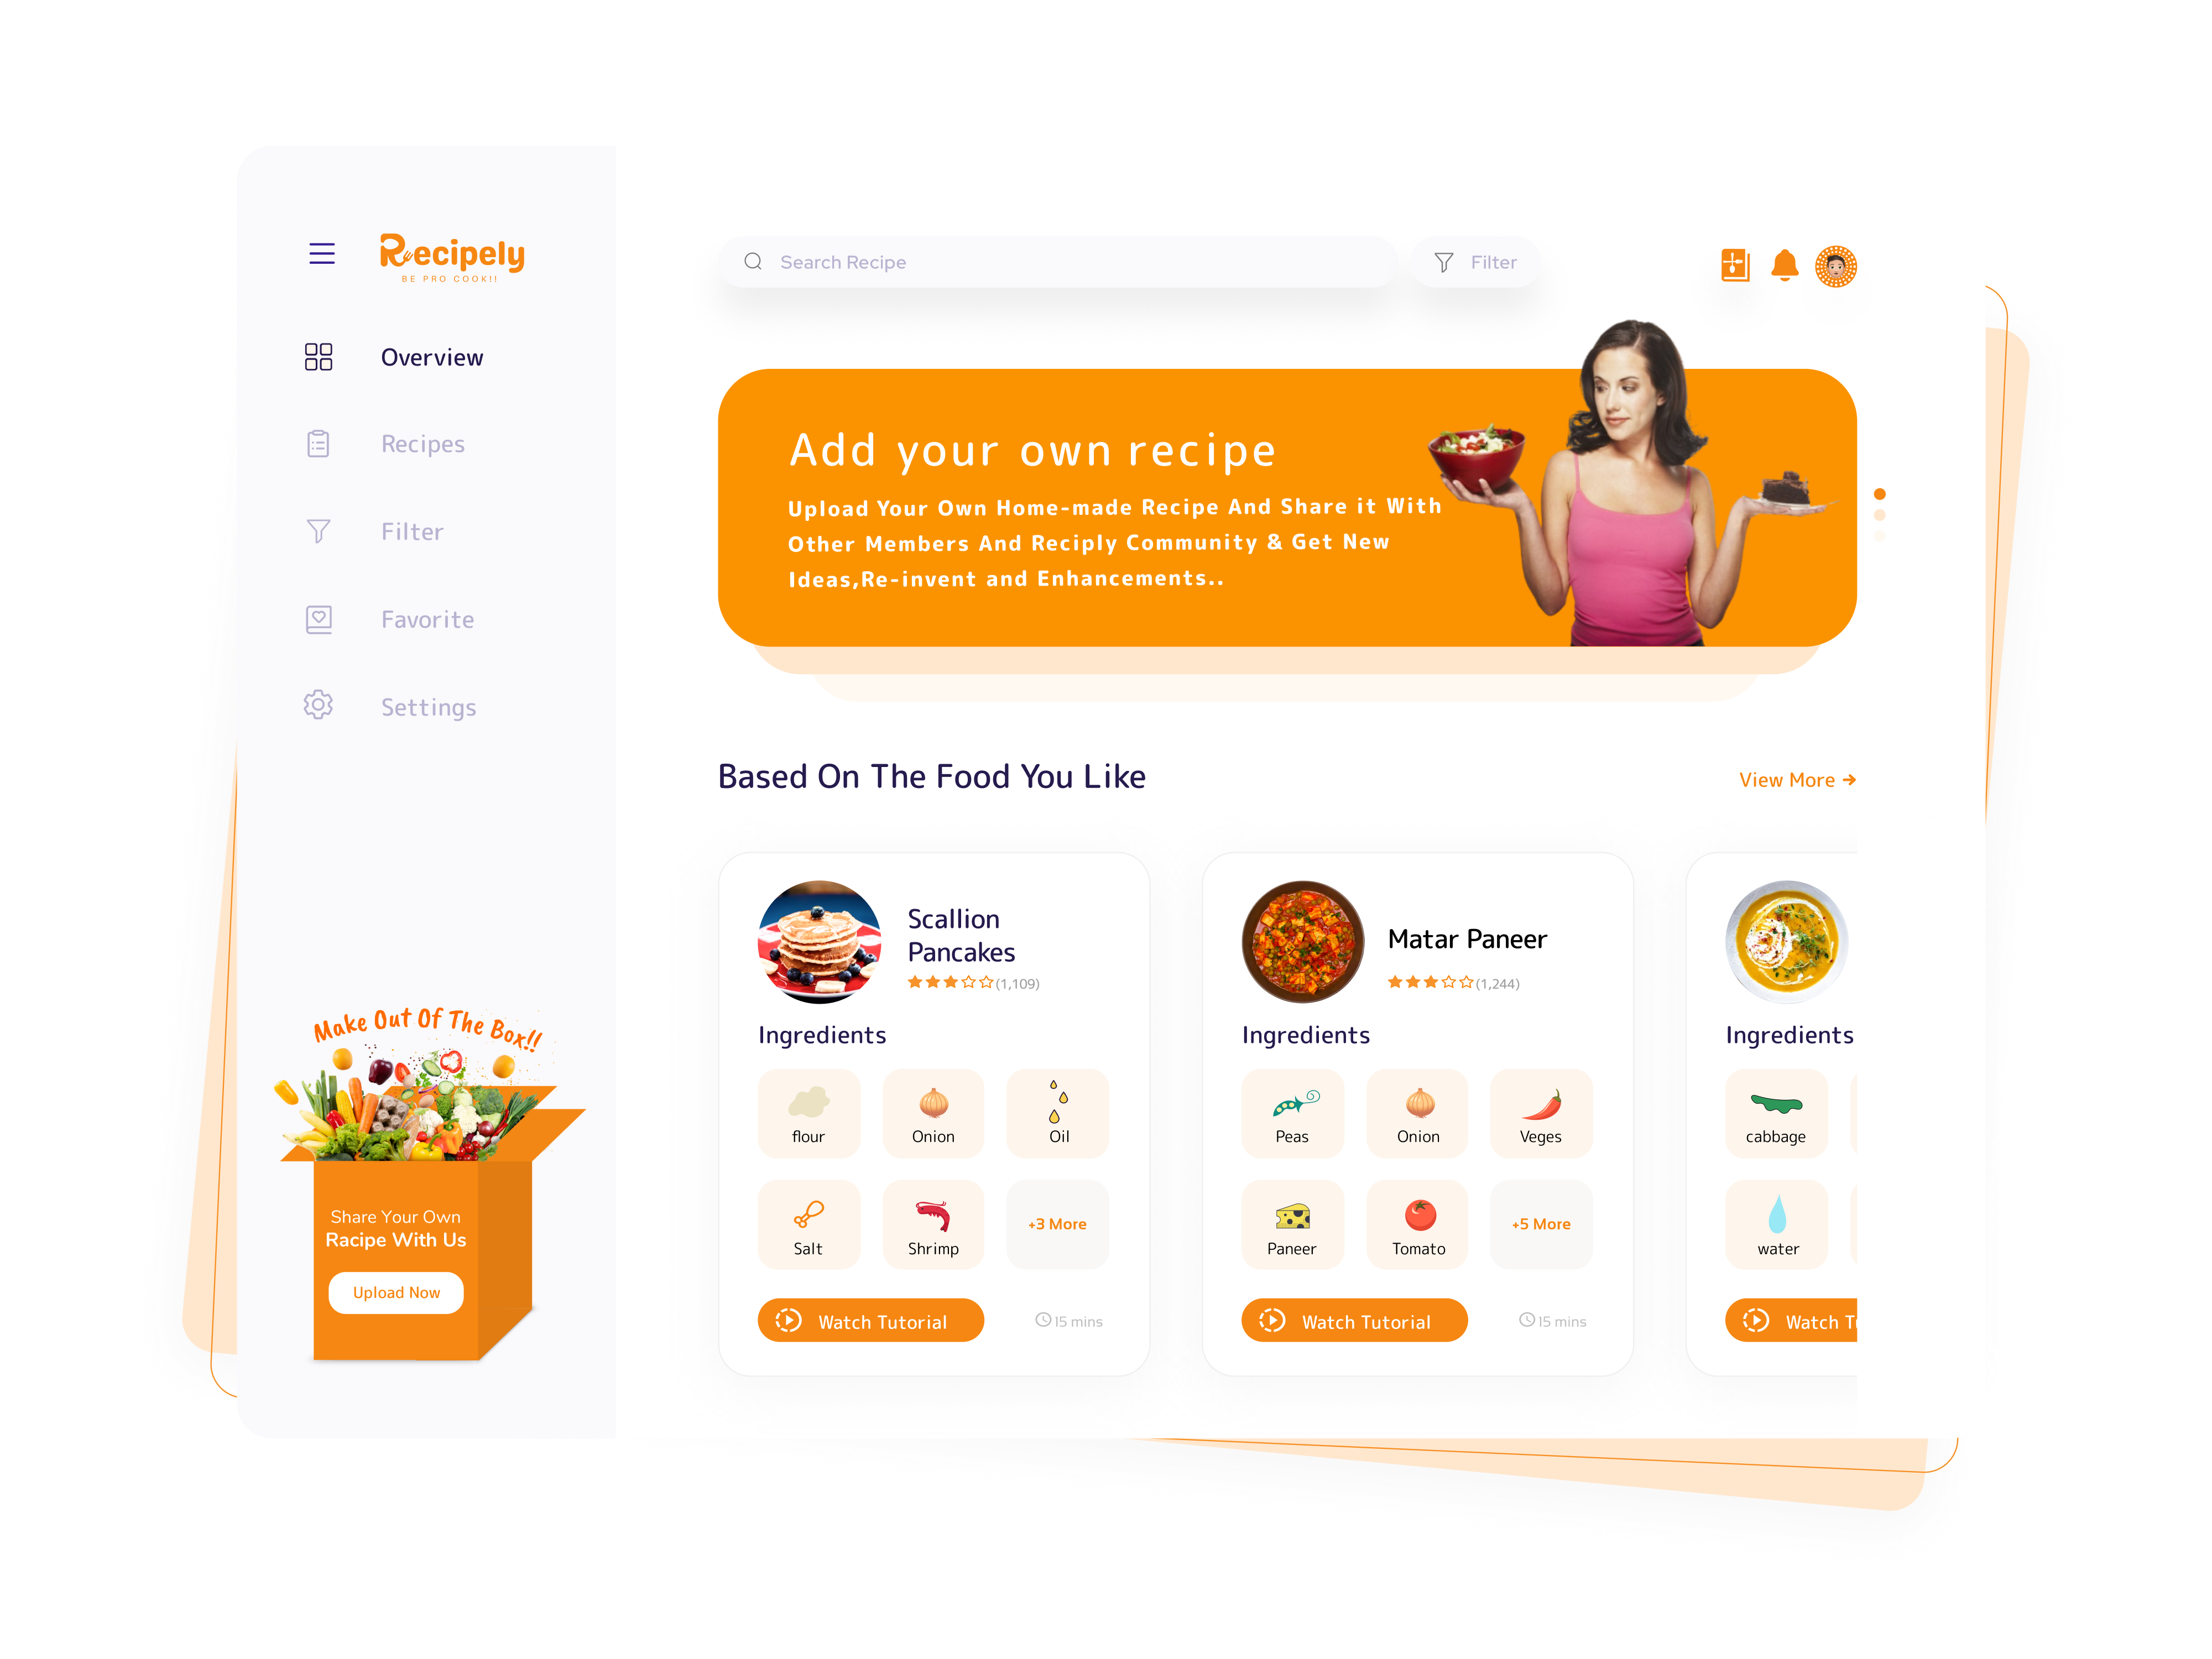 Recipely
BE PRO COOK!!
Overview
Recipes
Filter
Favorite
Settings
Make Out Of The Box!!
Share Your Own
Racipe With Us
Upload Now
Search Recipe
Filter
Add your own recipe
Upload Your Own Home-made Recipe And Share it With
Other Members And Reciply Community & Get New
Ideas,Re-invent and Enhancements..
Based On The Food You Like
View More →
Scallion
Pancakes
(1,109)
Ingredients
flour
Onion
Oil
Salt
Shrimp
+3 More
Watch Tutorial
15 mins
Matar Paneer
(1,244)
Ingredients
Peas
Onion
Veges
Paneer
Tomato
+5 More
Watch Tutorial
15 mins
Ingredients
cabbage
water
Watch T